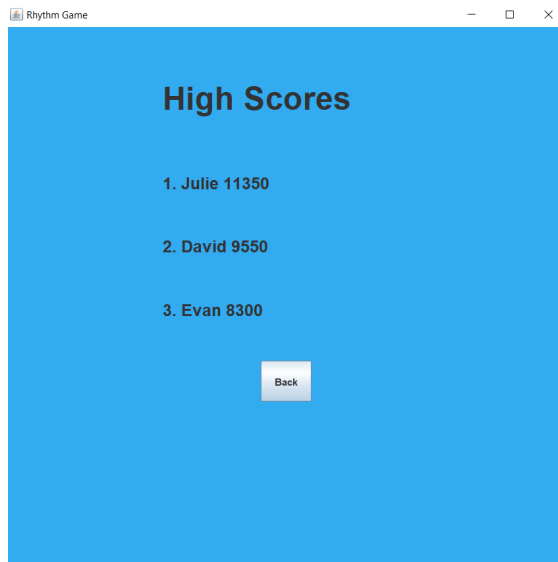 Rhythm Game
High Scores
1. Julie 11350
2. David 9550
3. Evan 8300
Back